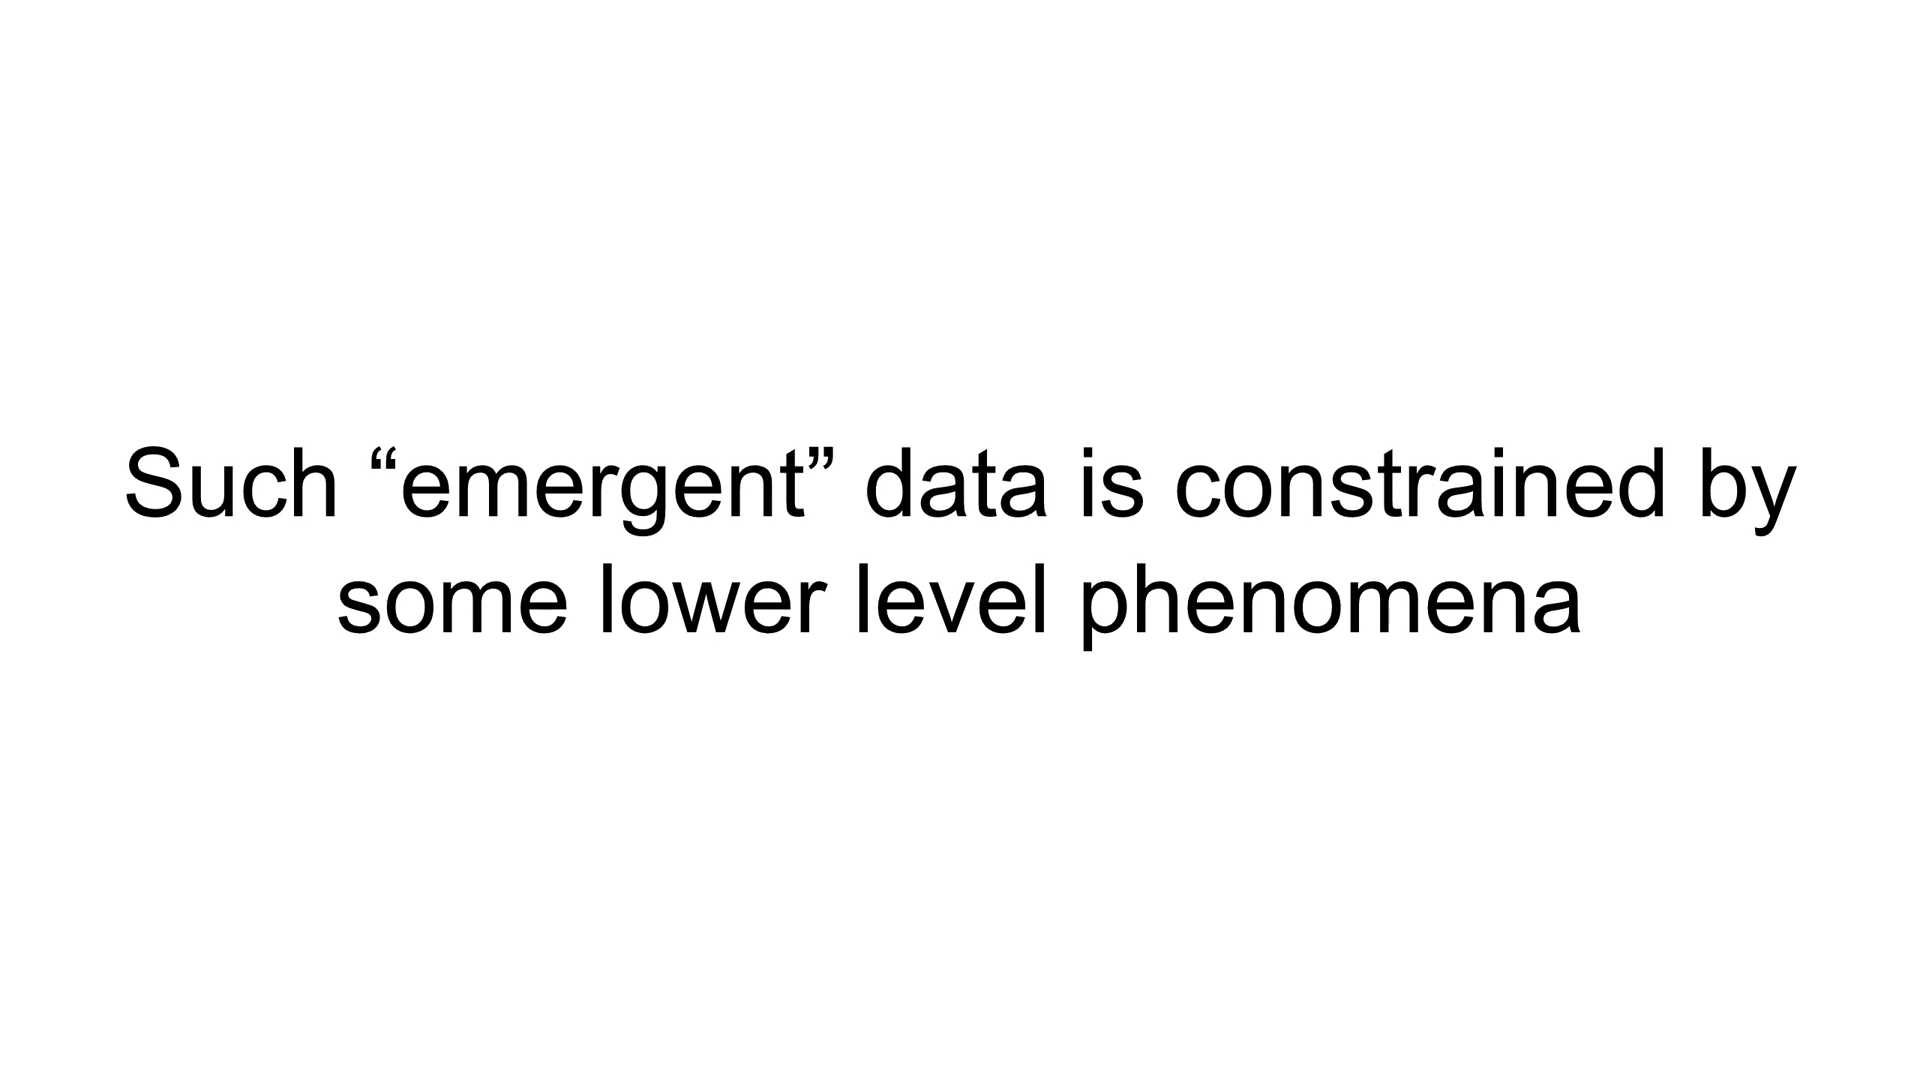 Such “emergent” data is constrained by
some lower level phenomena